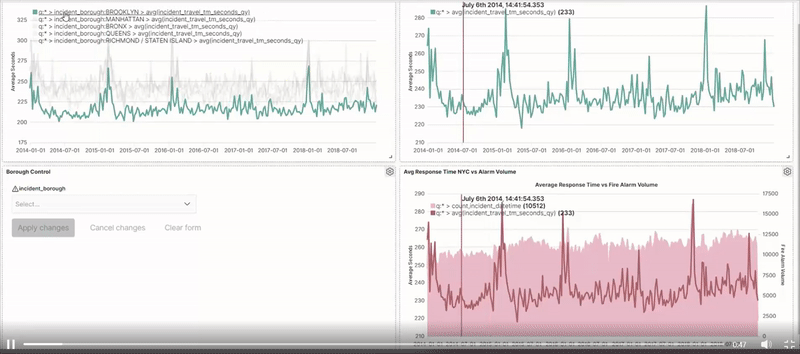 q:* > incident_borough:BROOKLYN > avg(incident_travel_tm_seconds_qy)
q:* > incident_borough:MANHATTAN > avg(incident_travel_tm_seconds_qy)
q:* > incident_borough:BRONX > avg(incident_travel_tm_seconds_qy)
q:* > incident_borough:QUEENS > avg(incident_travel_tm_seconds_qy)
q:* > incident_borough:RICHMOND / STATEN ISLAND > avg(incident_travel_tm_seconds_qy)
Average Seconds
325
300
275
250
225
200
175
2014-01-01 2014-07-01 2015-01-01 2015-07-01 2016-01-01 2016-07-01 2017-01-01 2017-07-01 2018-01-01 2018-07-01
July 6th 2014, 14:41:54.353
q:* > avg(incident_travel_tm_seconds_qy) (233)
Average Seconds
280
270
260
250
240
230
220
210
2014-01-01 2014-07-01 2015-01-01 2015-07-01 2016-01-01 2016-07-01 2017-01-01 2017-07-01 2018-01-01 2018-07-01
Borough Control
incident_borough
Select...
Apply changes
Cancel changes
Clear form
Avg Response Time NYC vs Alarm Volume
Average Response Time vs Fire Alarm Volume
July 6th 2014, 14:41:54.353
q:* > count,incident_datetime (10512)
q:* > avg(incident_travel_tm_seconds_qy) (233)
Average Seconds
290
280
270
260
250
240
230
220
210
17500
15000
12500
10000
7500
5000
2500
0
Fire Alarm Volume
0:47